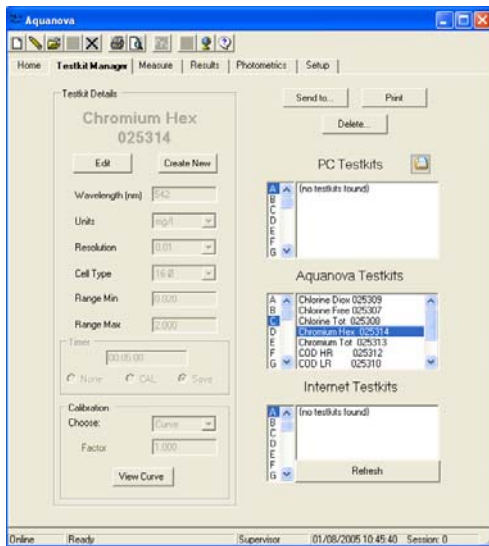 Aquanova
Home Testkit Manager Measure Results Photometrics Setup
Testkit Details
Chromium Hex
025314
Edit Create New
Wavelength (nm) 542
Units mg/l
Resolution 0.01
Cell Type 16 Ø
Range Min 0.020
Range Max 2.000
Timer
00:05:00
None CAL Save
Calibration
Choose: Curve
Factor 1.000
View Curve
Send to... Print
Delete...
PC Testkits
A
B
C
D
E
F
G
(no testkits found)
Aquanova Testkits
A
B
C
D
E
F
G
Chlorine Diox 025309
Chlorine Free 025307
Chlorine Tot 025308
Chromium Hex 025314
Chromium Tot 025313
COD HR 025312
COD LR 025310
Internet Testkits
A
B
C
D
E
F
G
(no testkits found)
Refresh
Online Ready Supervisor 01/08/2005 10:45:40 Session: 0